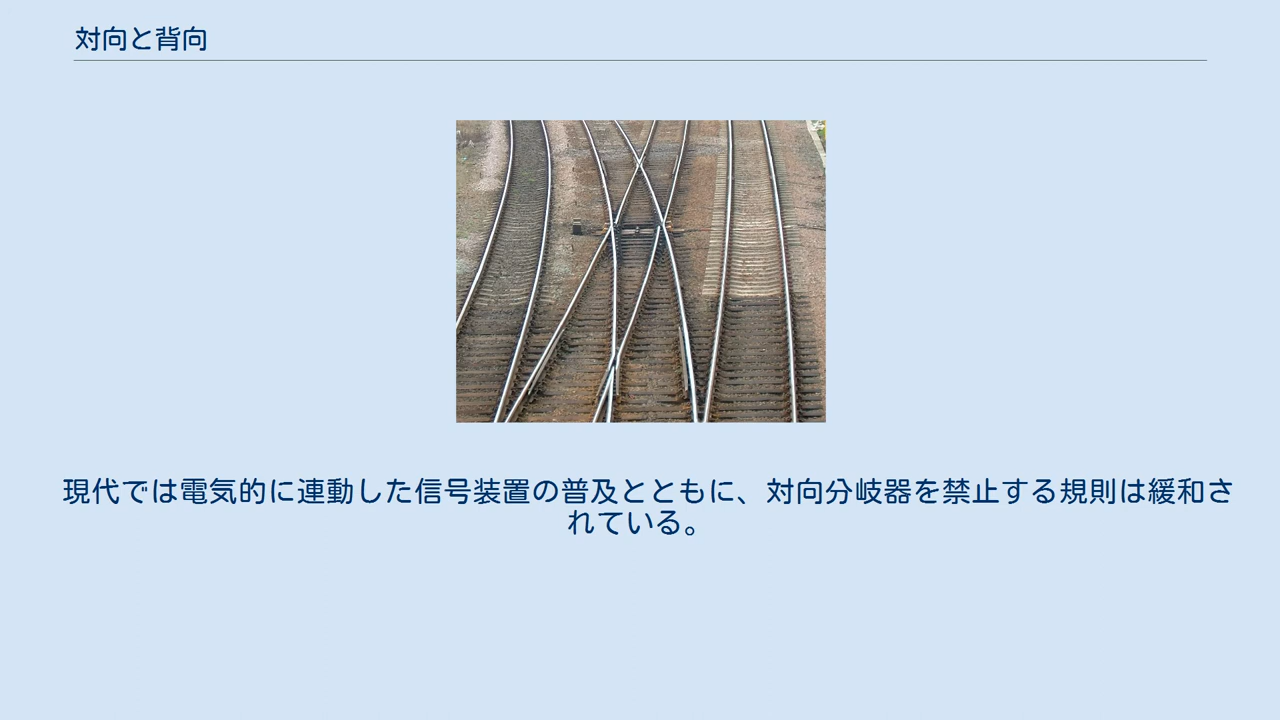 対向と背向
現代では電気的に連動した信号装置の普及とともに、対向分岐器を禁止する規則は緩和さ
れている。